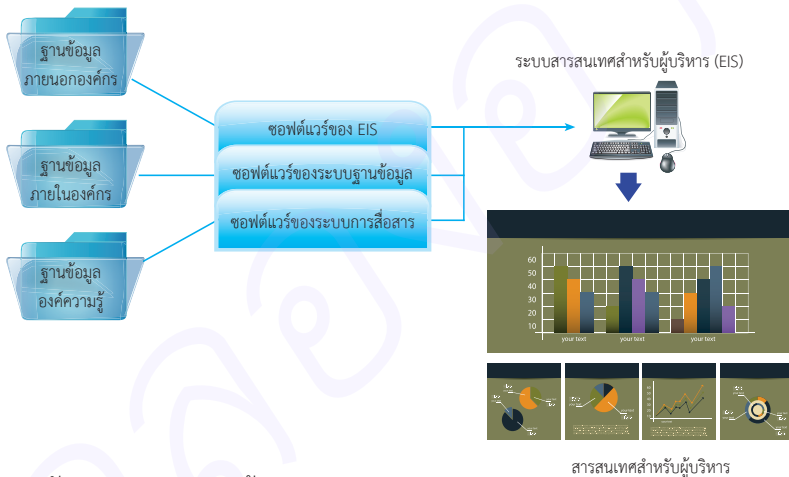 ฐานข้อมูล
ภายนอกองค์กร
ฐานข้อมูล
ภายในองค์กร
ฐานข้อมูล
องค์ความรู้
ซอฟต์แวร์ของ EIS
ซอฟต์แวร์ของระบบฐานข้อมูล
ซอฟต์แวร์ของระบบการสื่อสาร
ระบบสารสนเทศสำหรับผู้บริหาร (EIS)
60
50
40
30
20
10
your text
your text
your text
สารสนเทศสำหรับผู้บริหาร